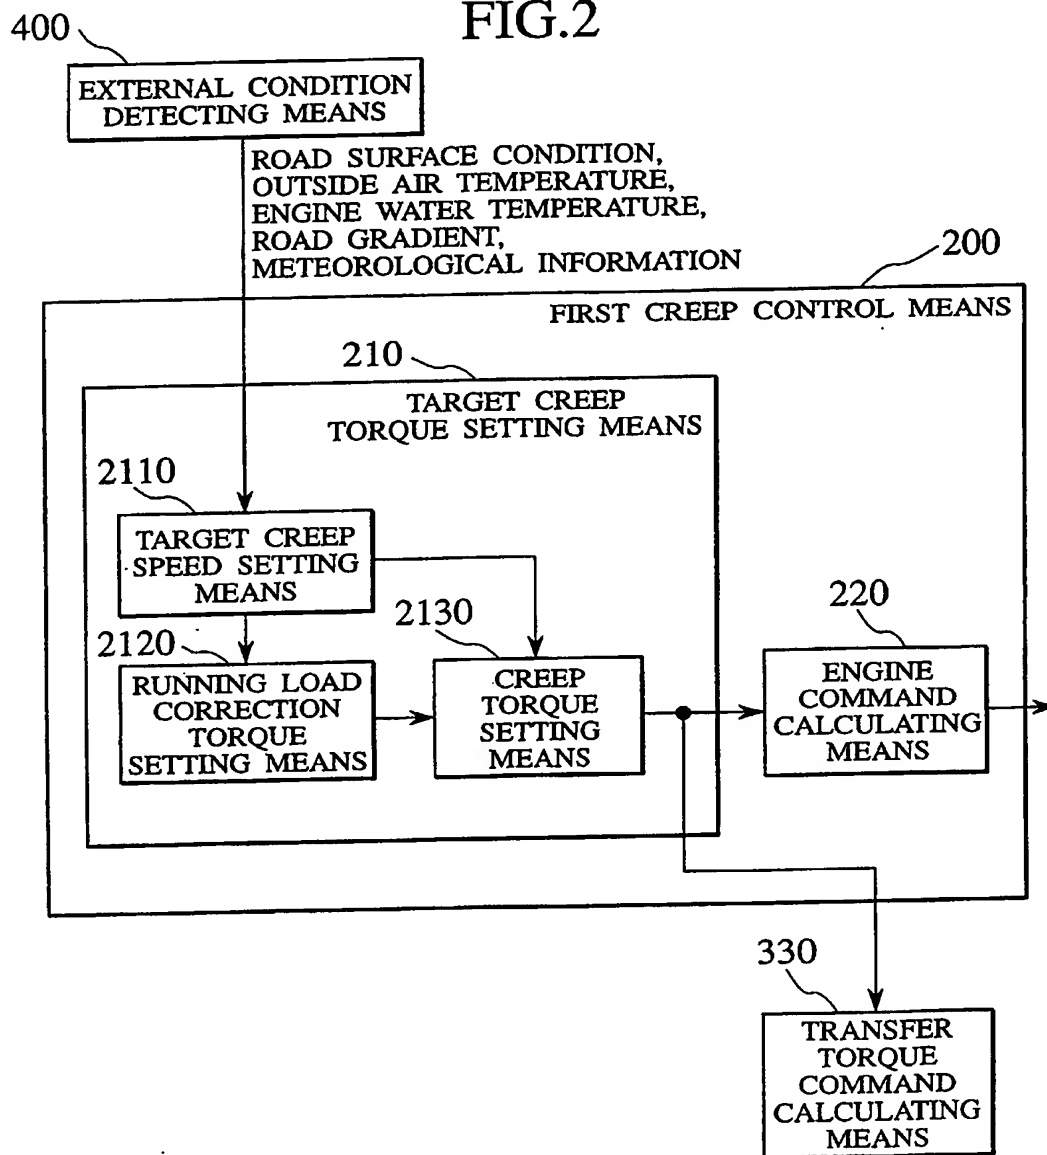 FIG.2
400
EXTERNAL CONDITION
DETECTING MEANS
ROAD SURFACE CONDITION,
OUTSIDE AIR TEMPERATURE,
ENGINE WATER TEMPERATURE,
ROAD GRADIENT,
METEOROLOGICAL INFORMATION
200
FIRST CREEP CONTROL MEANS
210
TARGET CREEP
TORQUE SETTING MEANS
2110
TARGET CREEP
SPEED SETTING
MEANS
2120
RUNNING LOAD
CORRECTION
TORQUE
SETTING MEANS
2130
CREEP
TORQUE
SETTING
MEANS
220
ENGINE
COMMAND
CALCULATING
MEANS
330
TRANSFER
TORQUE
COMMAND
CALCULATING
MEANS